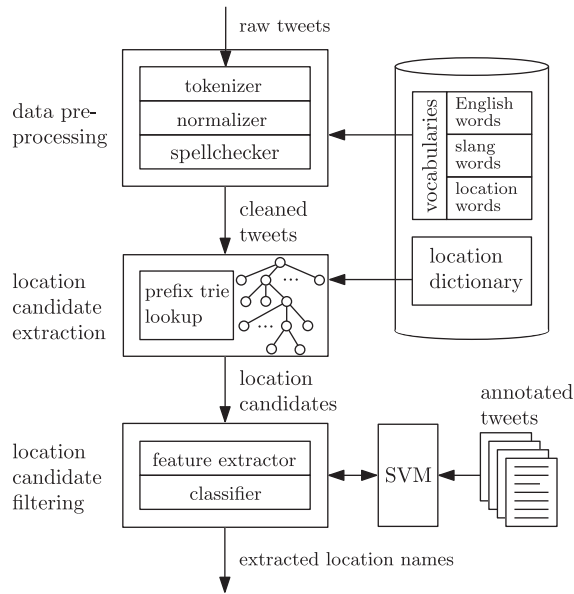 raw tweets
data pre-
processing
tokenizer
normalizer
spellchecker
vocabularies
English
words
slang
words
location
words
cleaned
tweets
location
dictionary
location
candidate
extraction
prefix trie
lookup
...
...
location
candidates
annotated
tweets
location
candidate
filtering
feature extractor
classifier
SVM
extracted location names